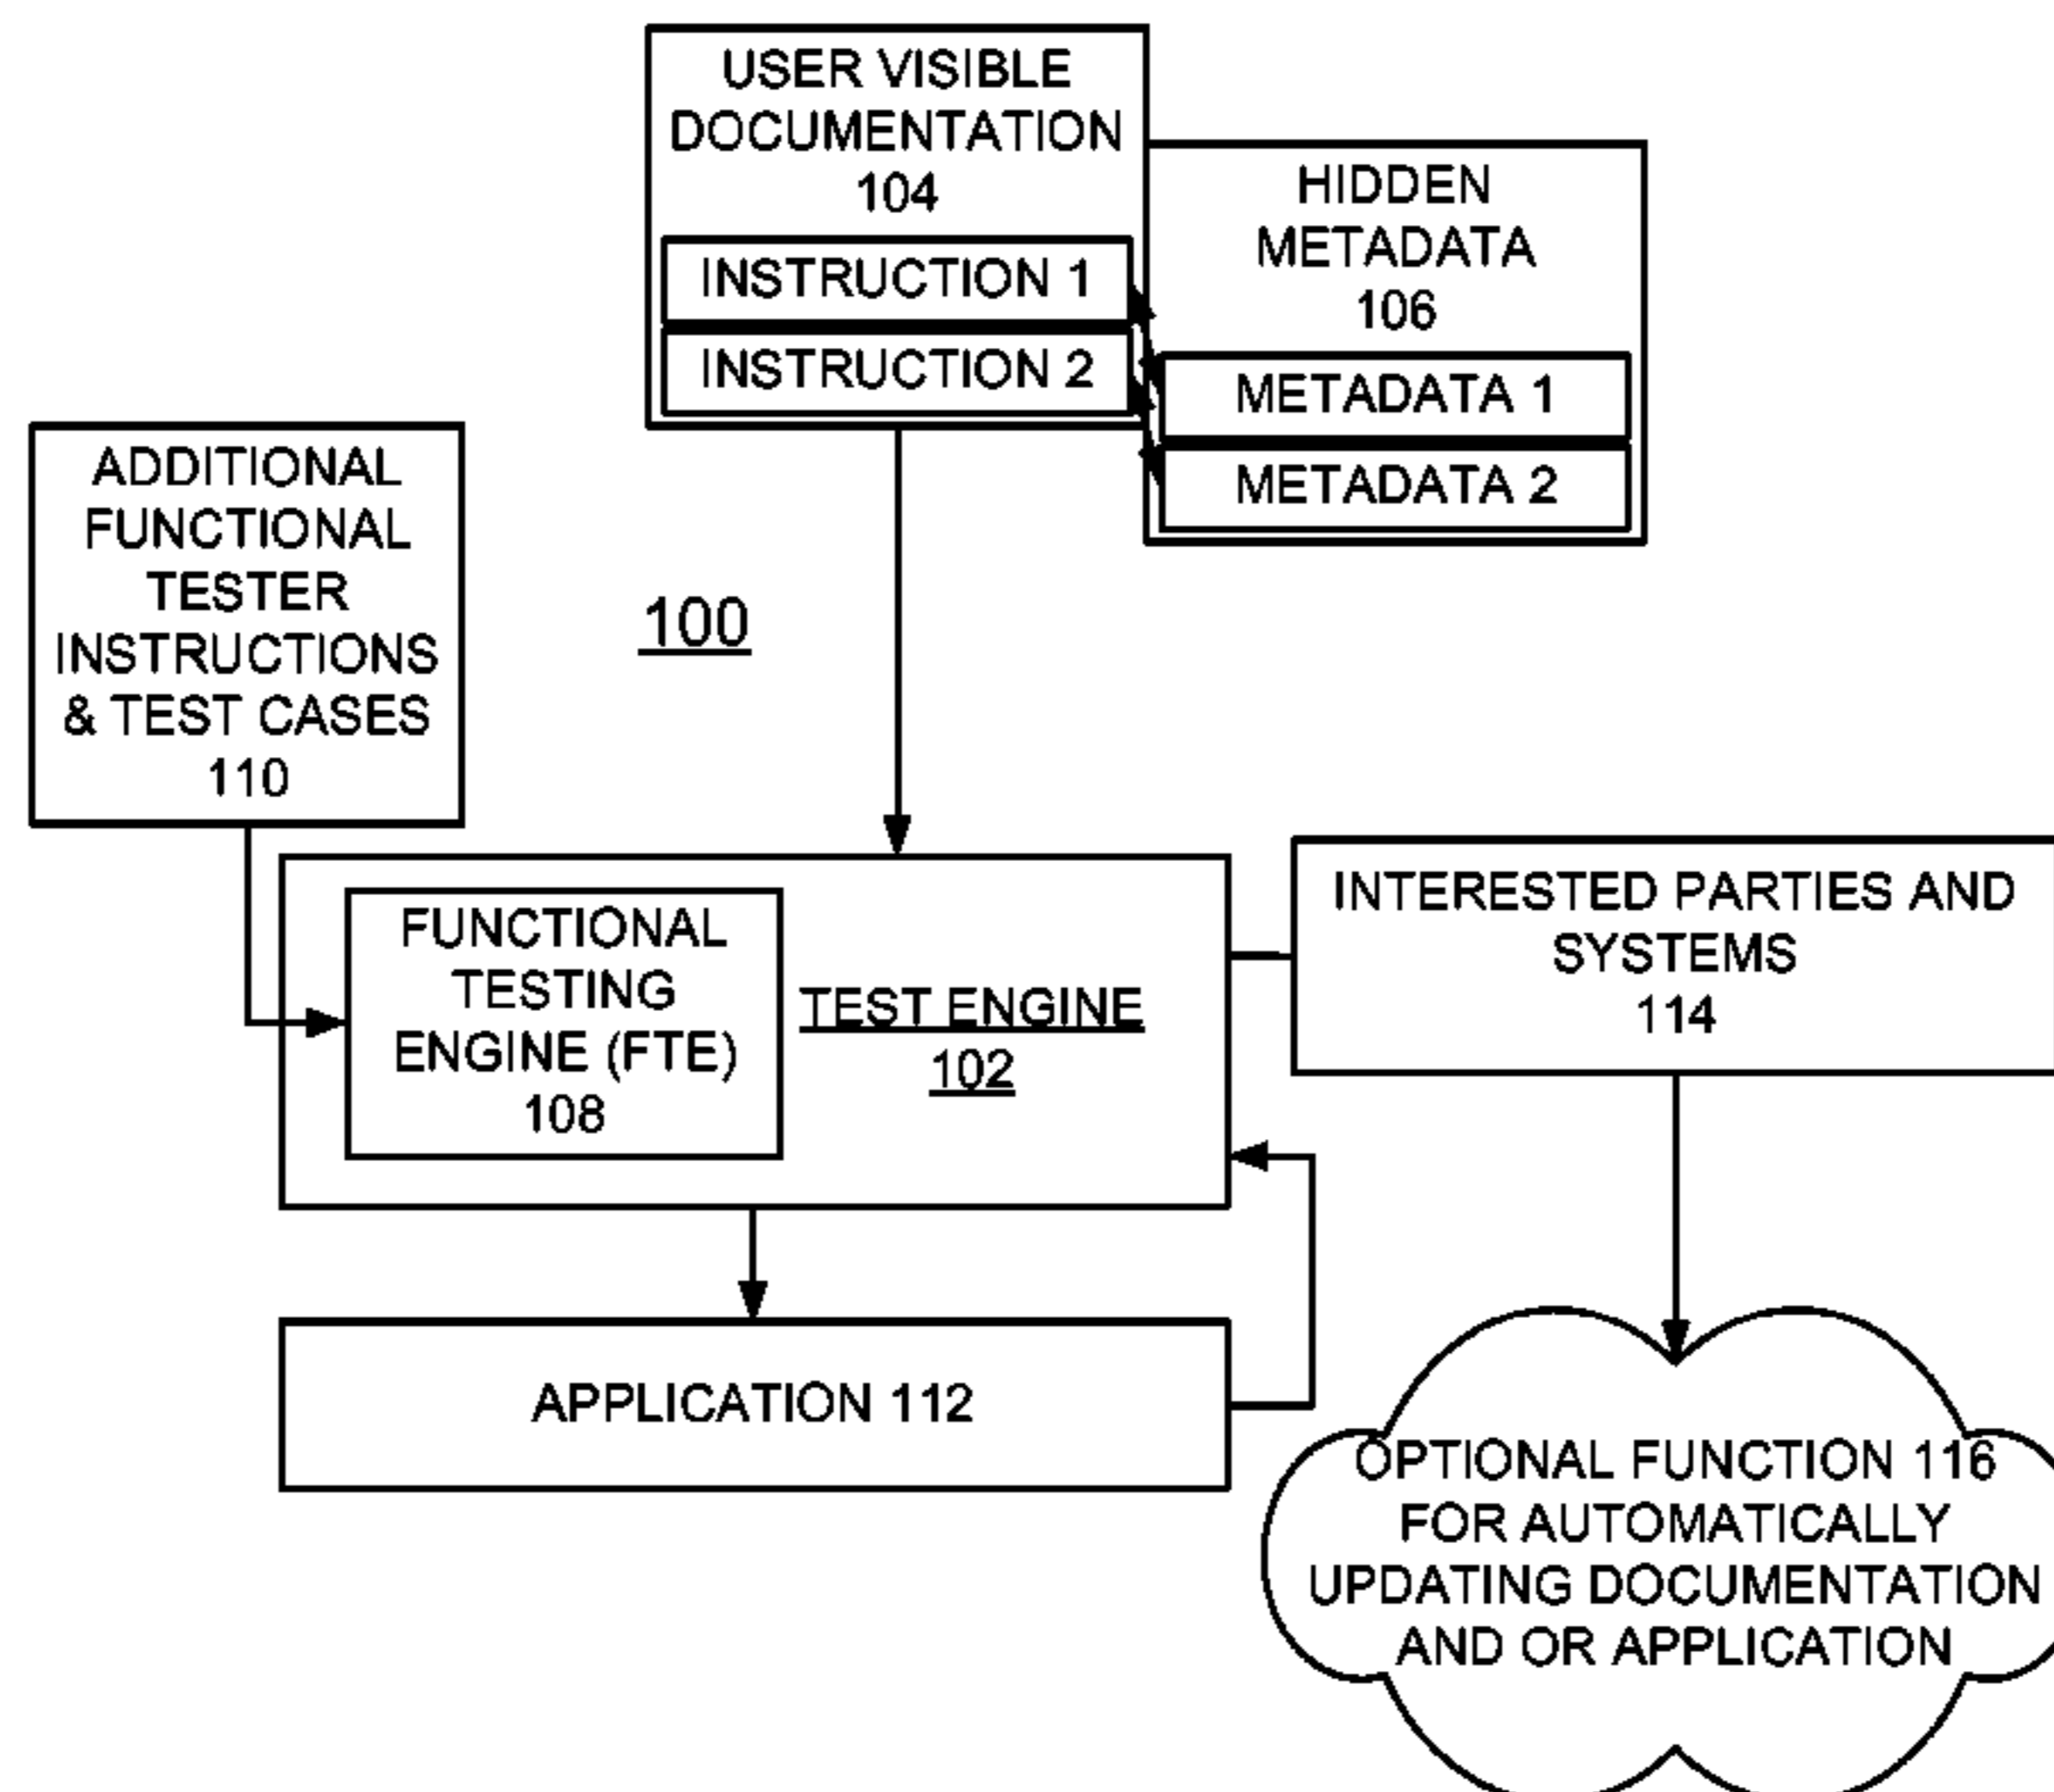 USER VISIBLE
DOCUMENTATION
104
INSTRUCTION 1
INSTRUCTION 2
HIDDEN
METADATA
106
METADATA 1
METADATA 2
ADDITIONAL
FUNCTIONAL
TESTER
INSTRUCTIONS
& TEST CASES
110
100
FUNCTIONAL
TESTING
ENGINE (FTE)
108
TEST ENGINE
102
INTERESTED PARTIES AND
SYSTEMS
114
APPLICATION 112
OPTIONAL FUNCTION 116
FOR AUTOMATICALLY
UPDATING DOCUMENTATION
AND OR APPLICATION